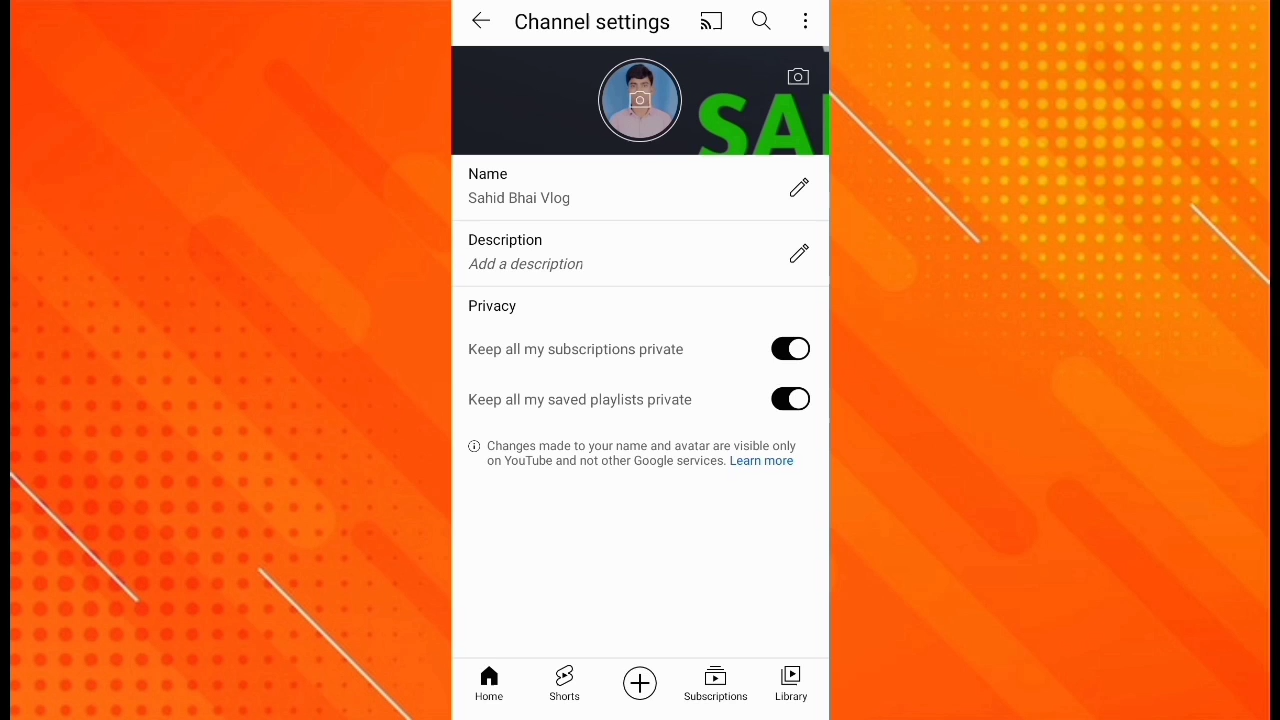 Channel settings
SA
Name
Sahid Bhai Vlog
Description
Add a description
Privacy
Keep all my subscriptions private
Keep all my saved playlists private
Changes made to your name and avatar are visible only
on YouTube and not other Google services. Learn more
Home Shorts Subscriptions Library